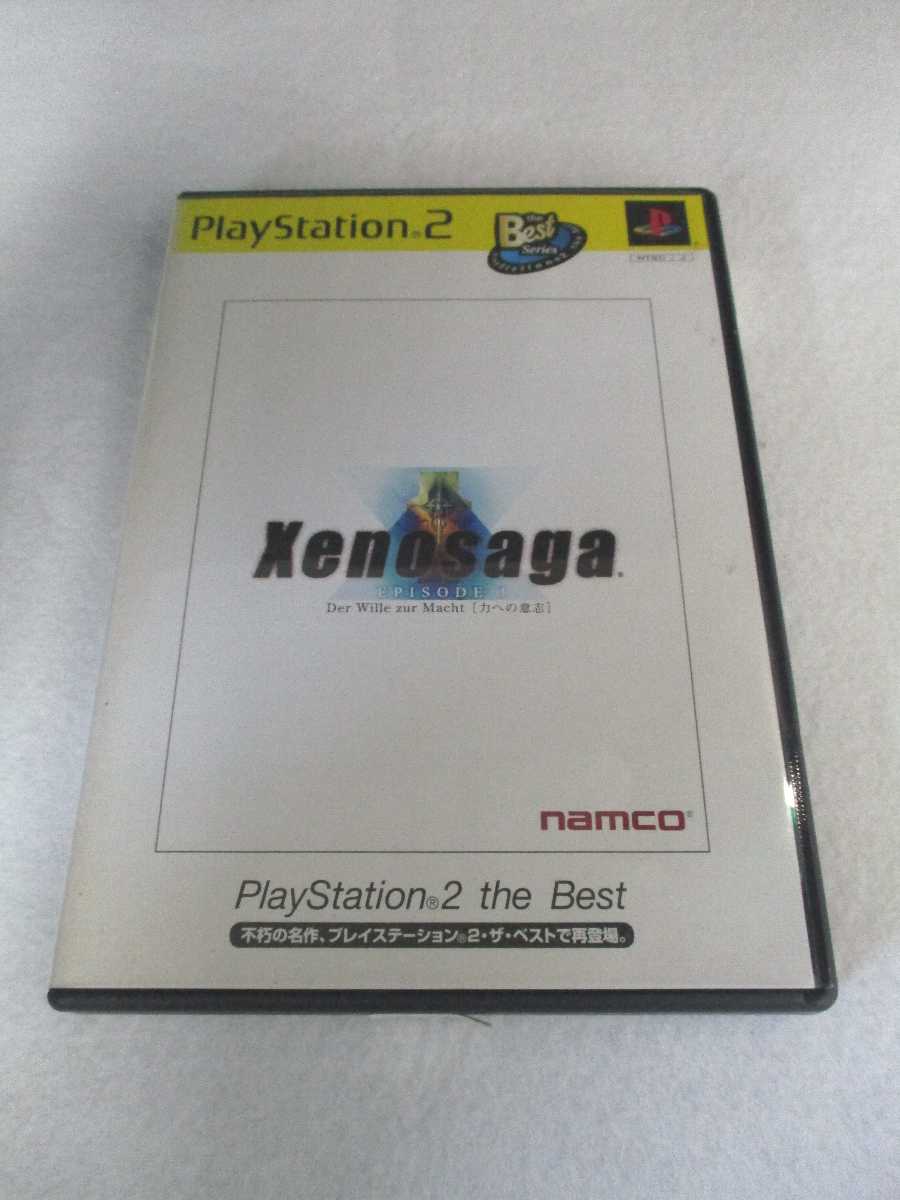 PlayStation®2
the
Best
Series
NTSC J
Xenosaga®
EPISODE I
Der Wille zur Macht [力への意志]
namco®
PlayStation®2 the Best
不朽の名作、プレイステーション®2・ザ・ベストで再登場。